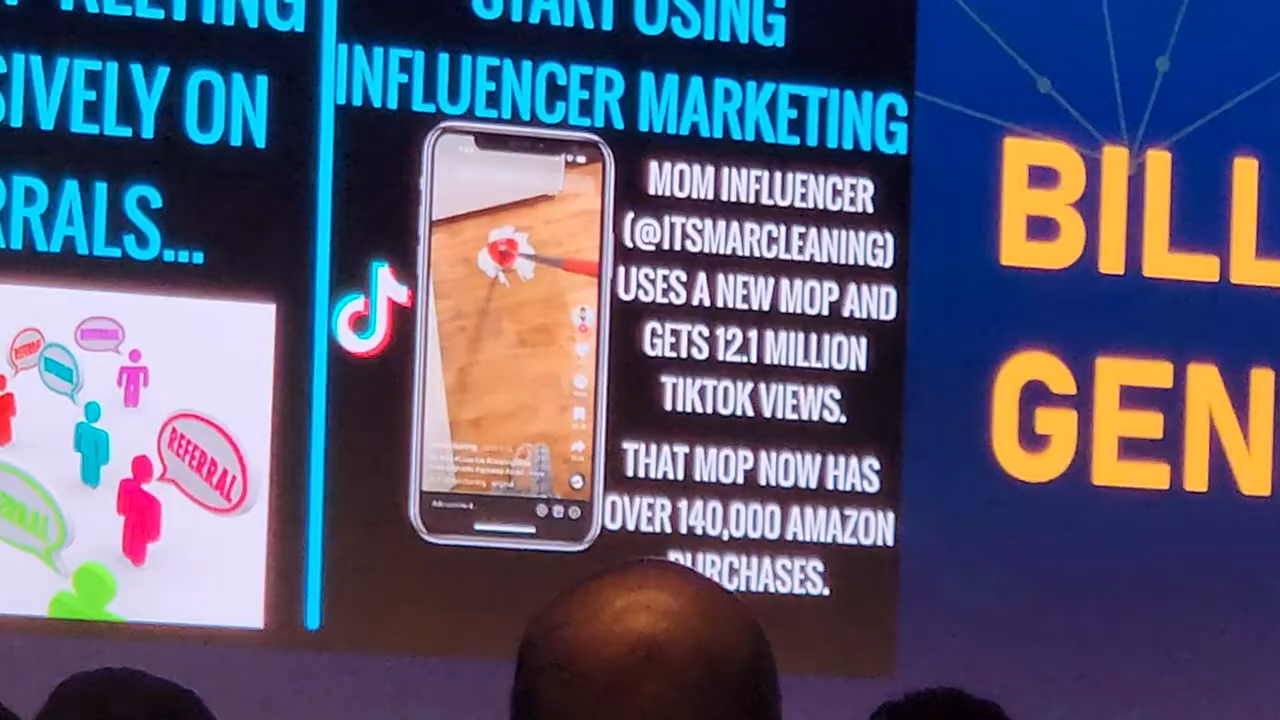 SIVELY ON
RRALS...
REFERRAL
START USING
INFLUENCER MARKETING
MOM INFLUENCER
(@ITSMARCLEANING)
USES A NEW MOP AND
GETS 12.1 MILLION
TIKTOK VIEWS.
THAT MOP NOW HAS
OVER 140,000 AMAZON
PURCHASES.
BILL
GEN